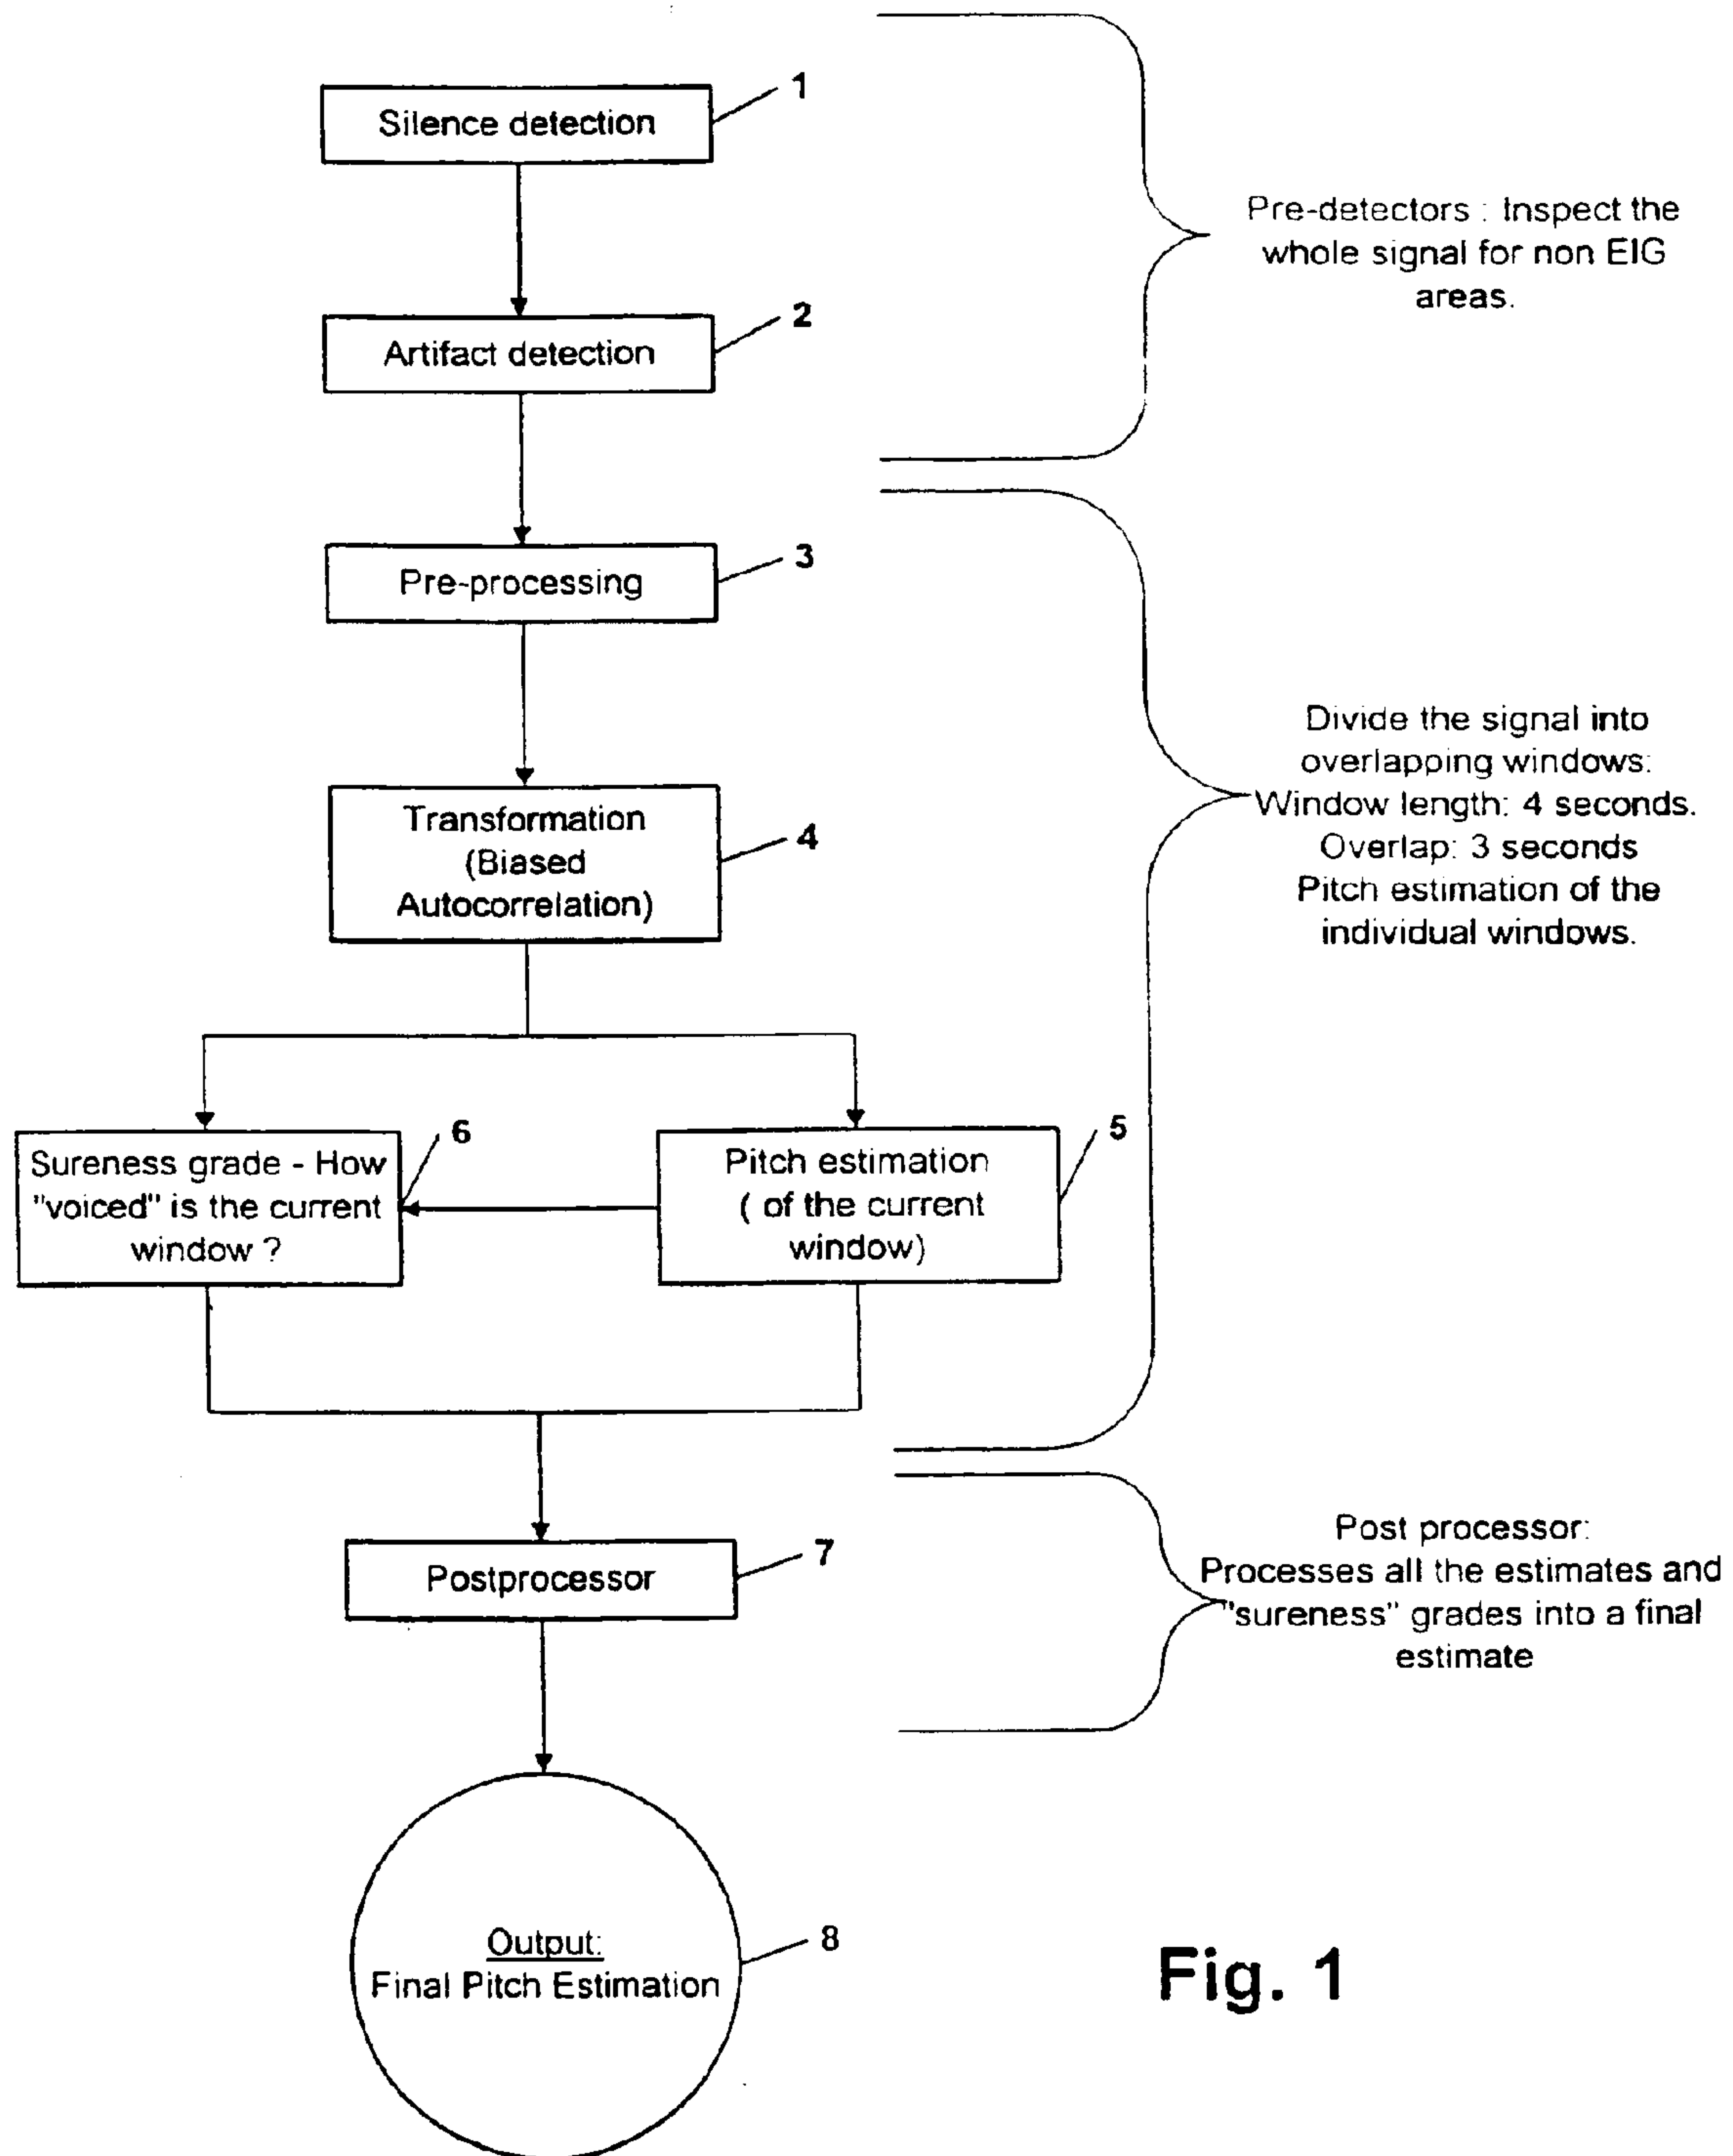 1
Silence detection
Pre-detectors : Inspect the
whole signal for non EIG
areas.
2
Artifact detection
3
Pre-processing
Divide the signal into
overlapping windows:
Window length: 4 seconds.
Overlap: 3 seconds
Pitch estimation of the
individual windows.
Transformation
(Biased
Autocorrelation)
4
6
Sureness grade - How
"voiced" is the current
window ?
5
Pitch estimation
( of the current
window)
7
Postprocessor
Post processor:
Processes all the estimates and
"sureness" grades into a final
estimate
8
Output:
Final Pitch Estimation
Fig. 1